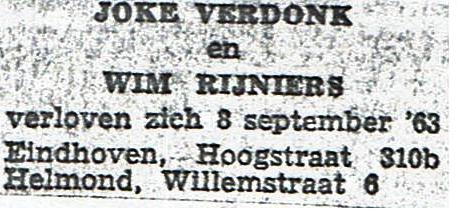 JOKE VERDONK
en
WIM RIJNIERS
verloven zich 8 september '63
Eindhoven, Hoogstraat 310b
Helmond, Willemstraat 6